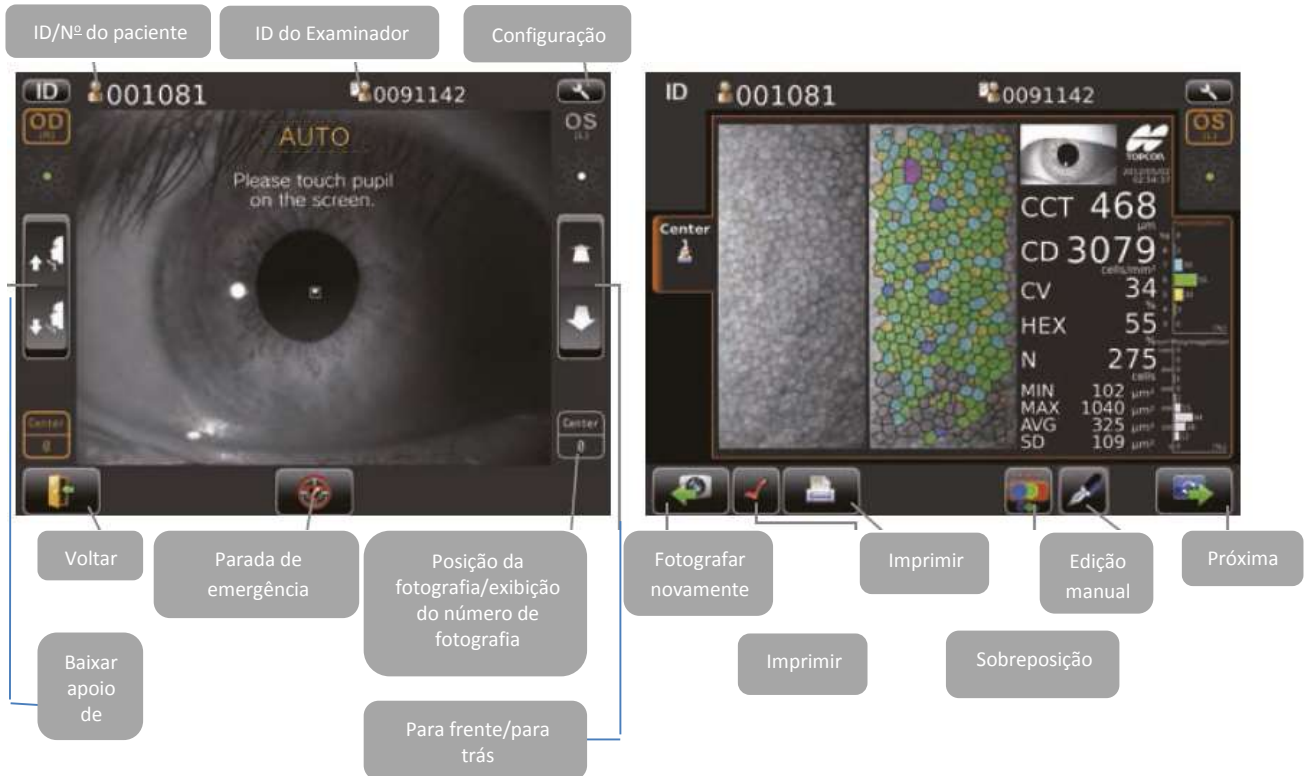 ID/Nº do paciente
ID do Examinador
Configuração
ID 001081 0091142
OD
OS
AUTO
Please touch pupil
on the screen.
Center
0
Center
0
Voltar
Parada de
emergência
Posição da
fotografia/exibição
do número de
fotografia
Baixar
apoio
de
Para frente/para
trás
ID 001081 0091142
OS
Center
TOPCON
CCT 468
µm
CD 3079
cells/mm²
CV 34
%
HEX 55
%
N 275
cells
MIN 102 µm²
MAX 1040 µm²
AVG 325 µm²
SD 109 µm²
Fotografar
novamente
Imprimir
Edição
manual
Próxima
Imprimir
Sobreposição